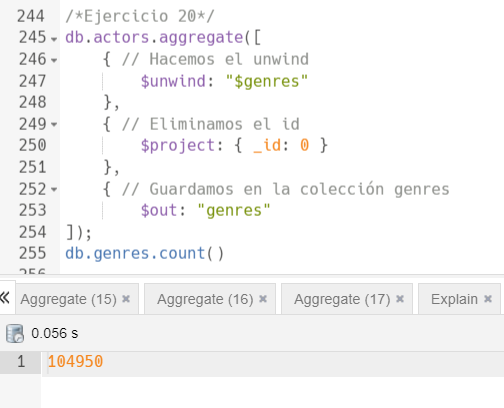 244 /*Ejercicio 20*/
245 db.actors.aggregate([
246 { // Hacemos el unwind
247 $unwind: "$genres"
248 },
249 { // Eliminamos el id
250 $project: { _id: 0 }
251 },
252 { // Guardamos en la colección genres
253 $out: "genres"
254 ]);
255 db.genres.count()
256
« Aggregate (15) × Aggregate (16) × Aggregate (17) × Explain ×
0.056 s
1 104950